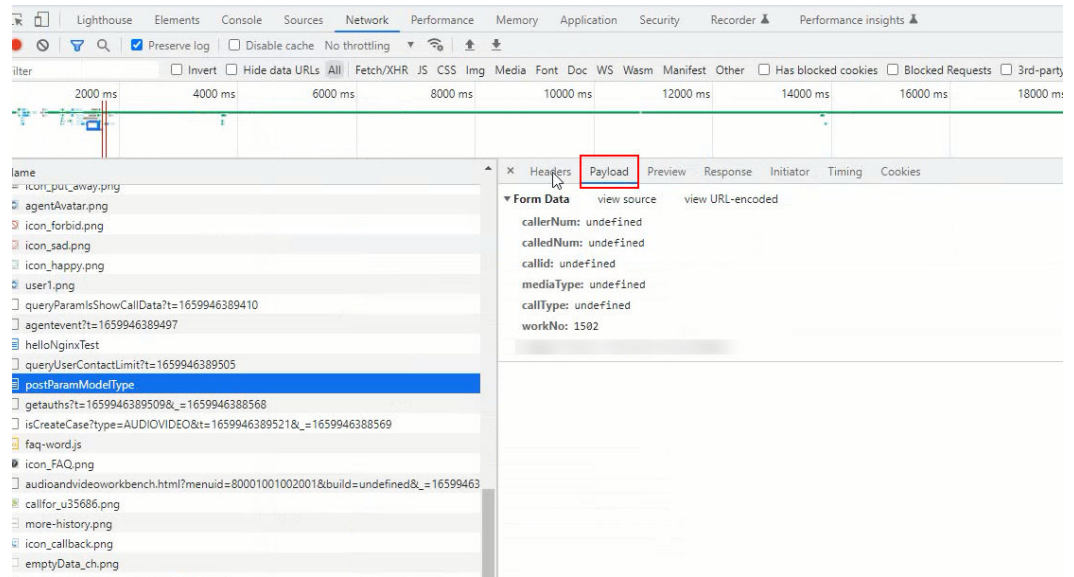 Lighthouse Elements Console Sources Network Performance Memory Application Security Recorder Performance insights
Preserve log Disable cache No throttling
ilter Invert Hide data URLs All Fetch/XHR JS CSS Img Media Font Doc WS Wasm Manifest Other Has blocked cookies Blocked Requests 3rd-party
2000 ms 4000 ms 6000 ms 8000 ms 10000 ms 12000 ms 14000 ms 16000 ms 18000 ms
lame
× Headers Payload Preview Response Initiator Timing Cookies
icon_put_away.png
agentAvatar.png
icon_forbid.png
icon_sad.png
icon_happy.png
user1.png
queryParamIsShowCallData?t=1659946389410
agentevent?t=1659946389497
helloNginxTest
queryUserContactLimit?t=1659946389505
postParamModelType
getauths?t=1659946389509&_=1659946388568
isCreateCase?type=AUDIOVIDEO&t=1659946389521&_=1659946388569
faq-word.js
icon_FAQ.png
audioandvideoworkbench.html?menuid=80001001002001&build=undefined&_=16599463
callfor_u35686.png
more-history.png
icon_callback.png
emptyData_ch.png
Form Data view source view URL-encoded
callerNum: undefined
calledNum: undefined
callid: undefined
mediaType: undefined
callType: undefined
workNo: 1502